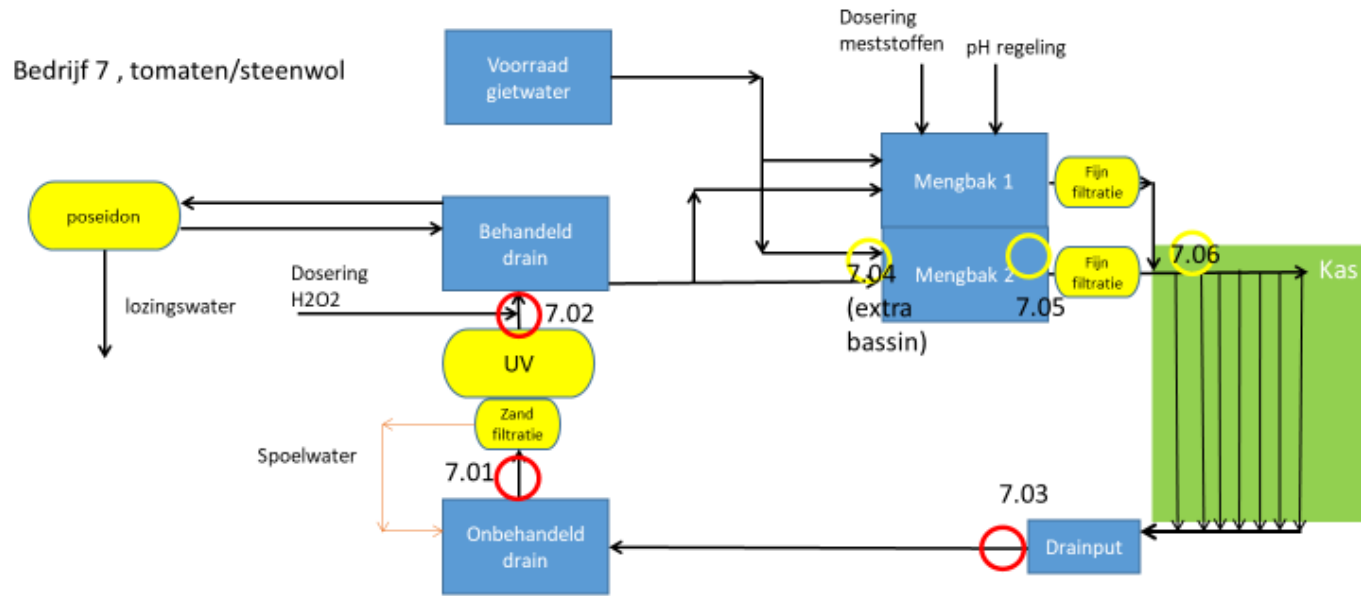 Dosering
meststoffen
pH regeling
Bedrijf 7 , tomaten/steenwol
Voorraad
gietwater
Mengbak 1
Fijn
filtratie
poseidon
Behandeld
drain
7.04
(extra
bassin)
Mengbak 2
7.05
Fijn
filtratie
7.06
Kas
Dosering
H2O2
lozingswater
7.02
UV
Zand
filtratie
Spoelwater
7.01
7.03
Onbehandeld
drain
Drainput